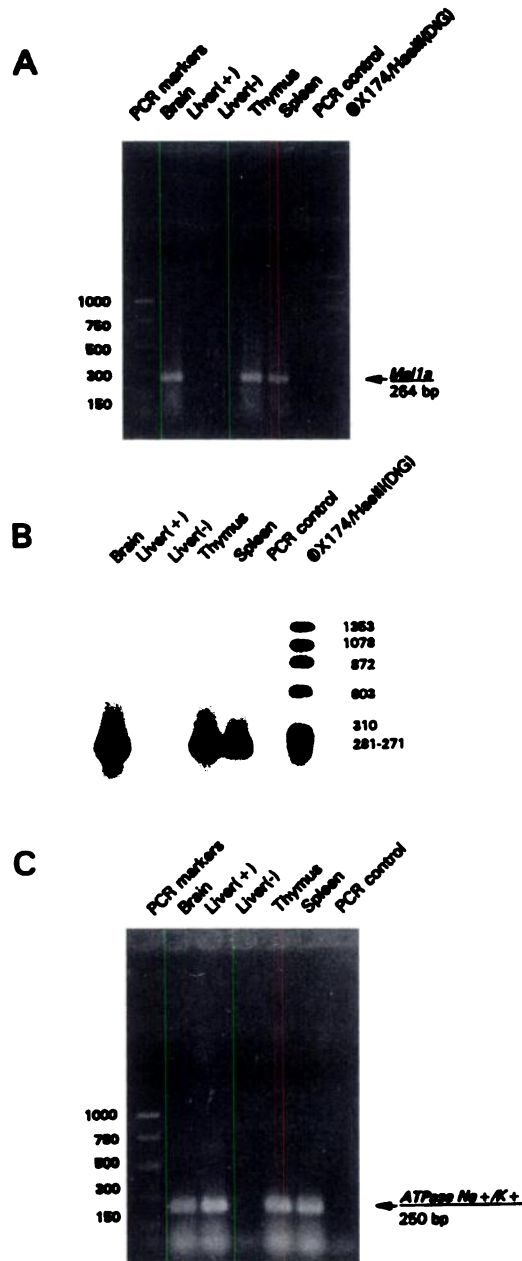 A
PCR markers
Brain
Liver(+)
Liver(-)
Thymus
Spleen
PCR control
ΦX174/HaeIII(DIG)
1000
750
500
300
150
Mel1a
264 bp
B
Brain
Liver(+)
Liver(-)
Thymus
Spleen
PCR control
ΦX174/HaeIII(DIG)
1353
1078
872
603
310
281-271
C
PCR markers
Brain
Liver(+)
Liver(-)
Thymus
Spleen
PCR control
1000
750
500
300
150
ATPase Na+/K+
250 bp